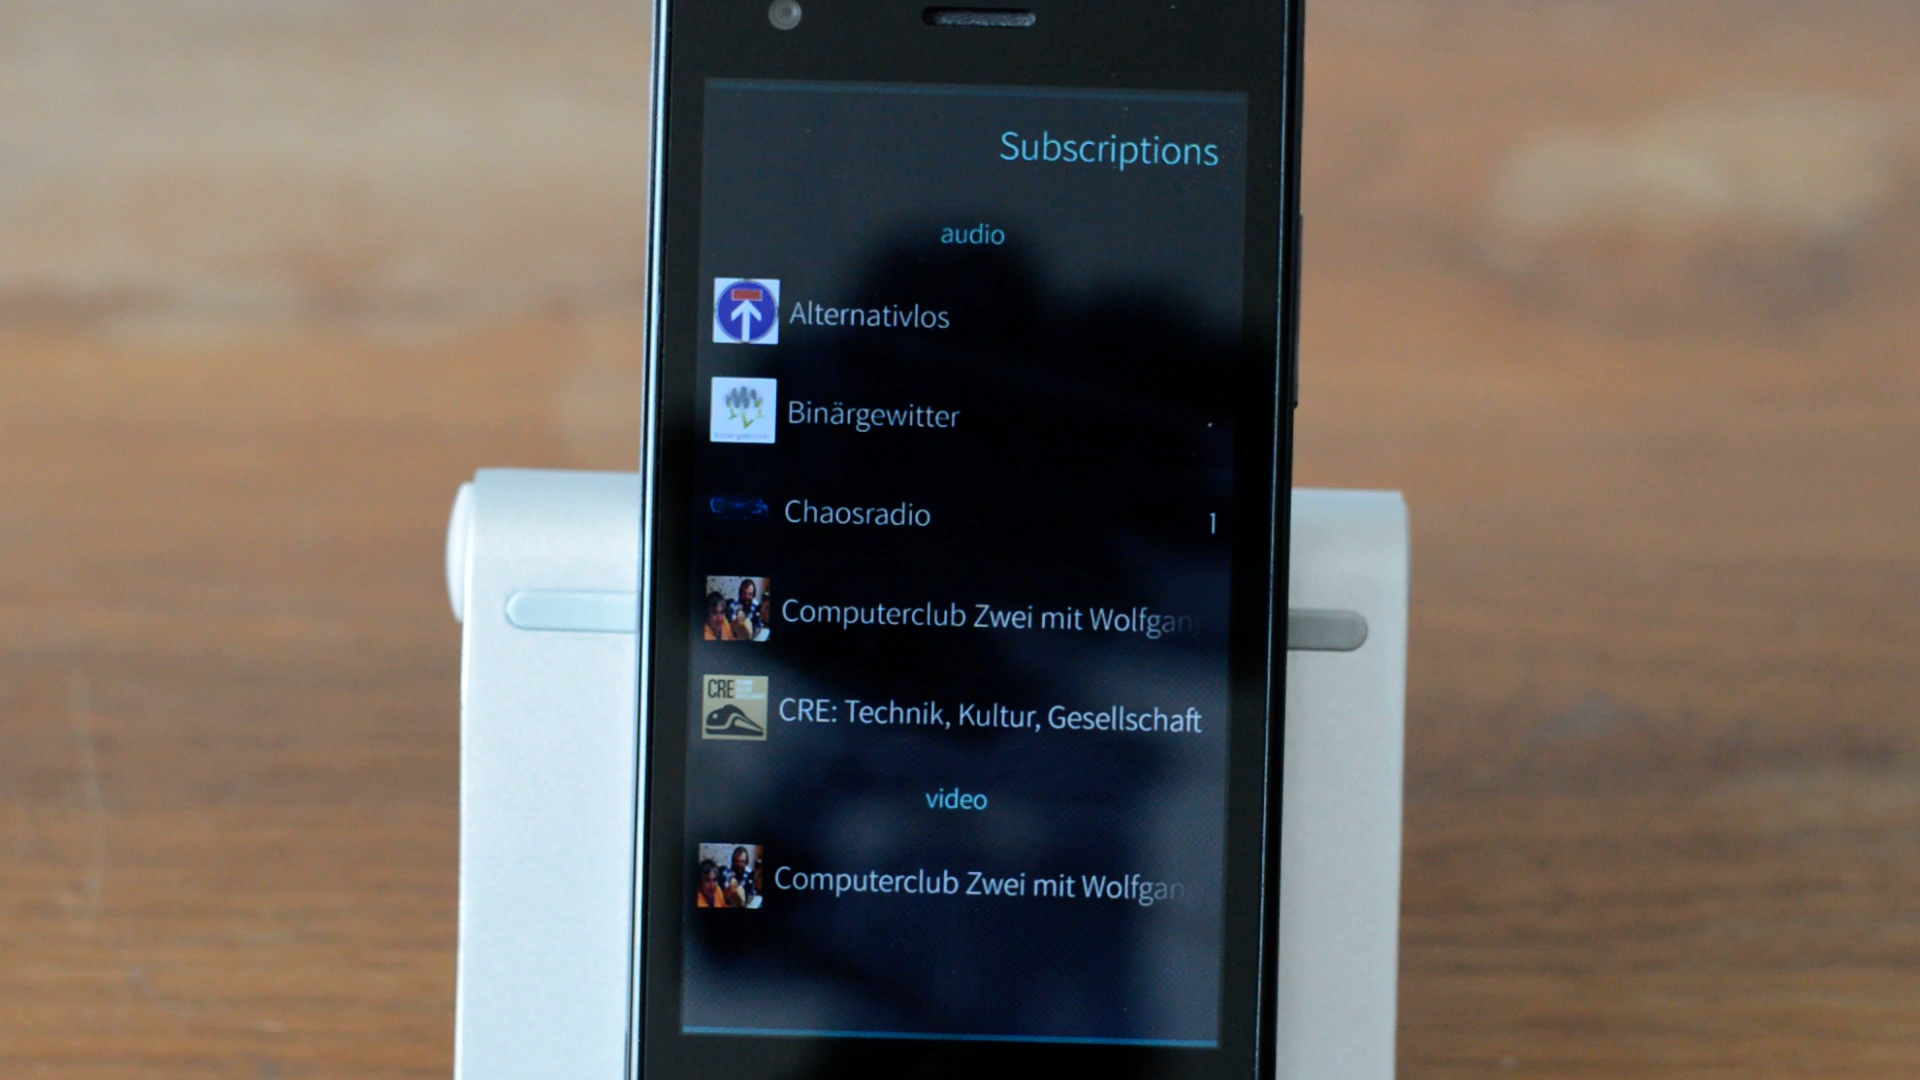 Subscriptions
audio
Alternativlos
Binärgewitter
Chaosradio
1
Computerclub Zwei mit Wolfgan
CRE
CRE: Technik, Kultur, Gesellschaft
video
Computerclub Zwei mit Wolfgan